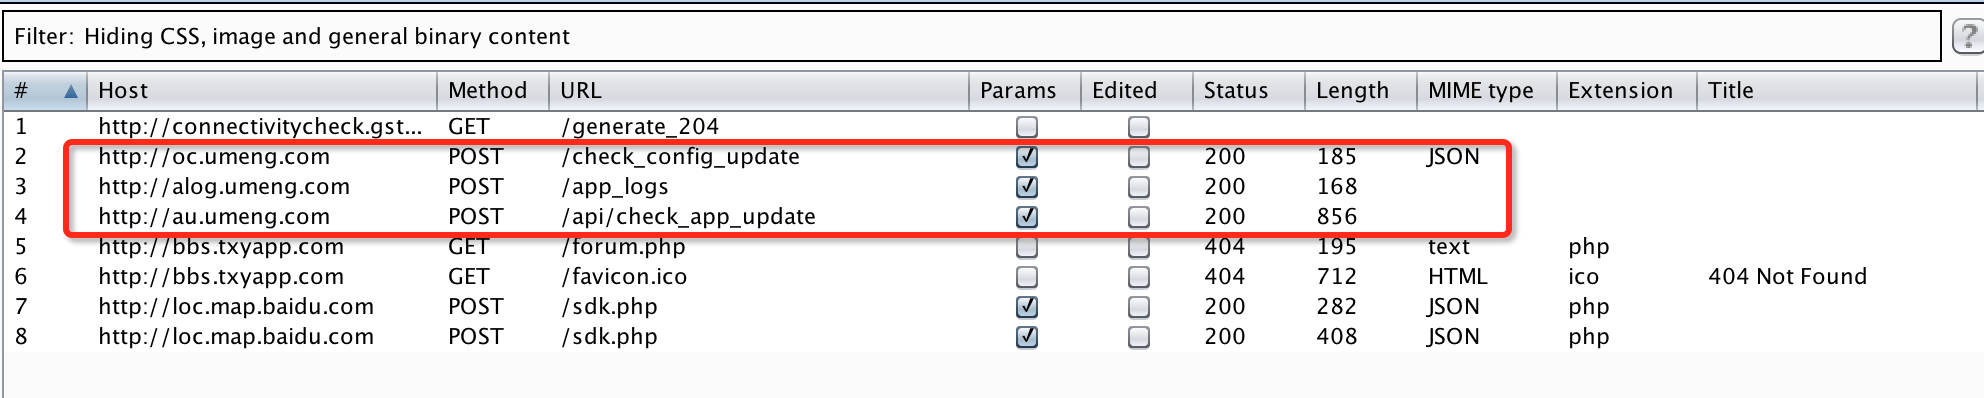 Filter: Hiding CSS, image and general binary content ?
# Host Method URL Params Edited Status Length MIME type Extension Title
1 http://connectivitycheck.gst... GET /generate_204
2 http://oc.umeng.com POST /check_config_update 200 185 JSON
3 http://alog.umeng.com POST /app_logs 200 168
4 http://au.umeng.com POST /api/check_app_update 200 856
5 http://bbs.txyapp.com GET /forum.php 404 195 text php
6 http://bbs.txyapp.com GET /favicon.ico 404 712 HTML ico 404 Not Found
7 http://loc.map.baidu.com POST /sdk.php 200 282 JSON php
8 http://loc.map.baidu.com POST /sdk.php 200 408 JSON php